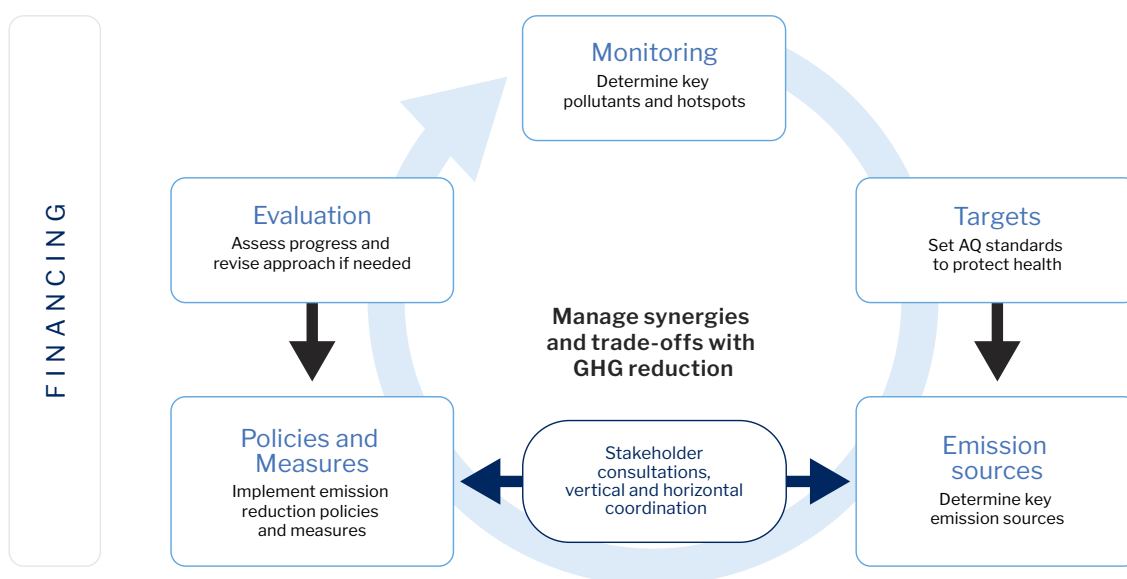 FINANCING
Monitoring
Determine key
pollutants and hotspots
Evaluation
Assess progress and
revise approach if needed
Targets
Set AQ standards
to protect health
Manage synergies
and trade-offs with
GHG reduction
Policies and
Measures
Implement emission
reduction policies
and measures
Stakeholder
consultations,
vertical and horizontal
coordination
Emission
sources
Determine key
emission sources